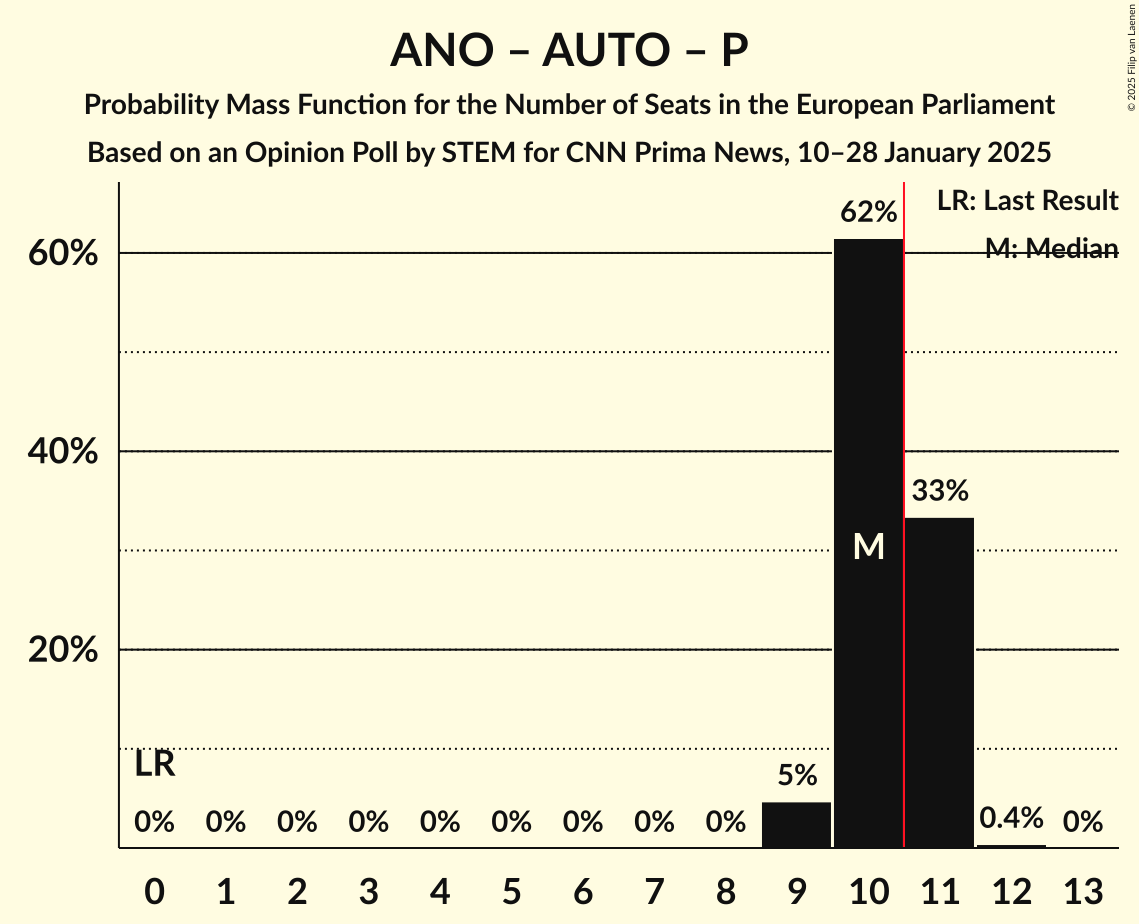 ANO – AUTO – P
Probability Mass Function for the Number of Seats in the European Parliament
Based on an Opinion Poll by STEM for CNN Prima News, 10–28 January 2025
© 2025 Filip van Laenen
LR: Last Result
M: Median
60%
40%
20%
62%
33%
M
LR
5%
0% 0% 0% 0% 0% 0% 0% 0% 0% 0.4% 0%
0 1 2 3 4 5 6 7 8 9 10 11 12 13